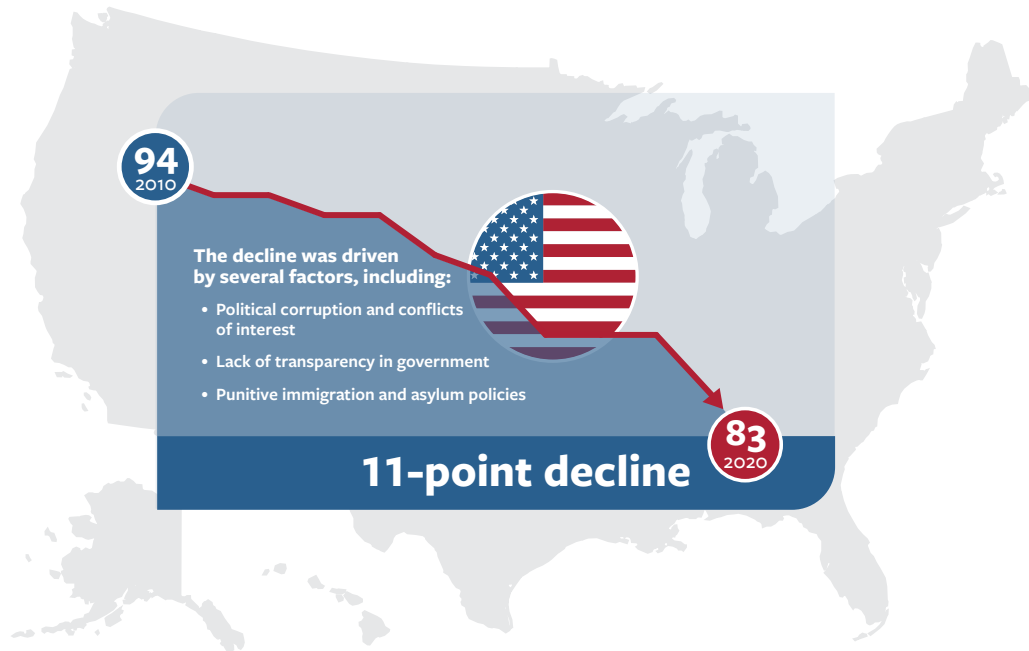 94
2010
The decline was driven
by several factors, including:
• Political corruption and conflicts
of interest
• Lack of transparency in government
• Punitive immigration and asylum policies
11-point decline
83
2020